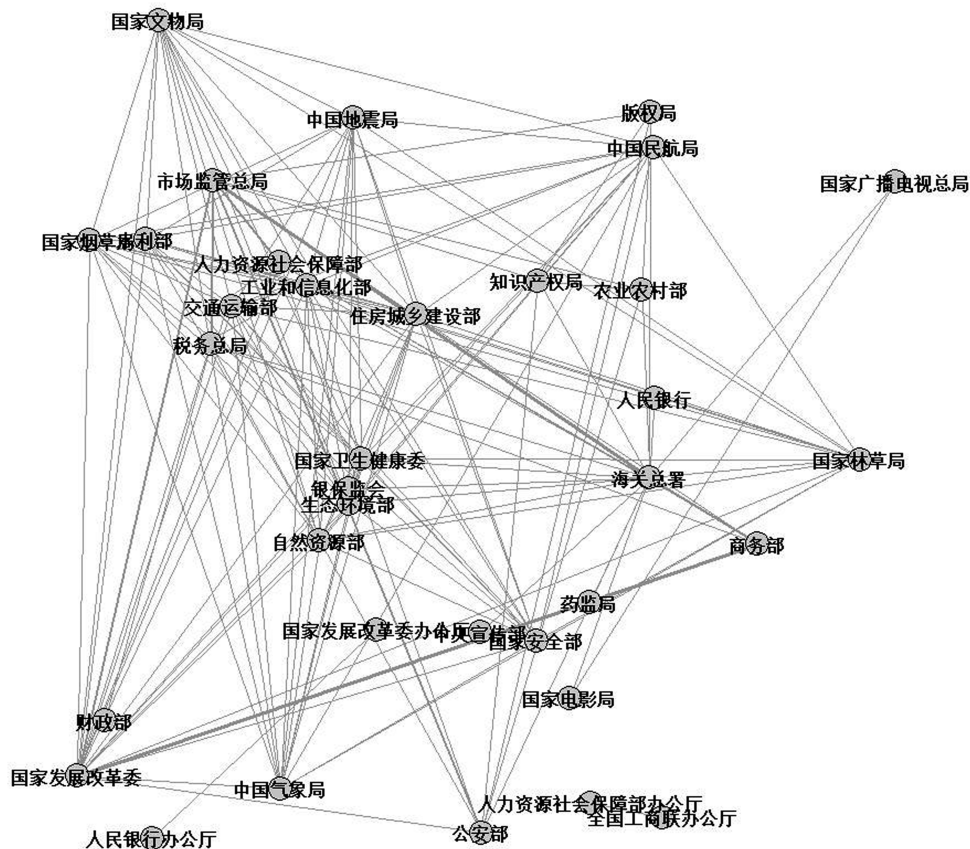 国家文物局
版权局
中国地震局
中国民航局
市场监管总局
国家广播电视总局
国家烟草局
水利部
人力资源社会保障部
知识产权局
工业和信息化部
农业农村部
交通运输部
住房城乡建设部
税务总局
人民银行
国家卫生健康委
国家林草局
海关总署
银保监会
生态环境部
自然资源部
商务部
药监局
国家发展改革委办公厅
中央宣传部
国家安全部
国家电影局
财政部
国家发展改革委
中国气象局
人力资源社会保障部办公厅
全国工商联办公厅
公安部
人民银行办公厅